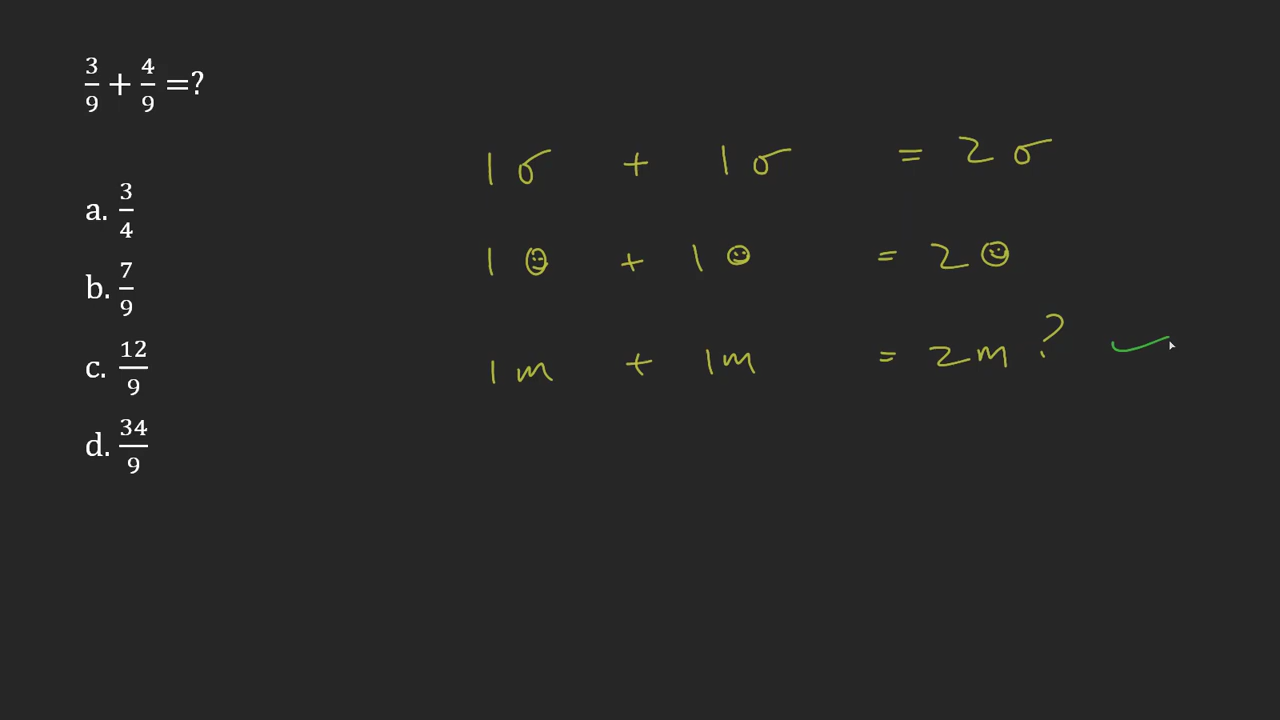 3/9 + 4/9 =?
a. 3/4
b. 7/9
c. 12/9
d. 34/9
1σ + 1σ = 2σ
1☺ + 1☺ = 2☺
1m + 1m = 2m ?